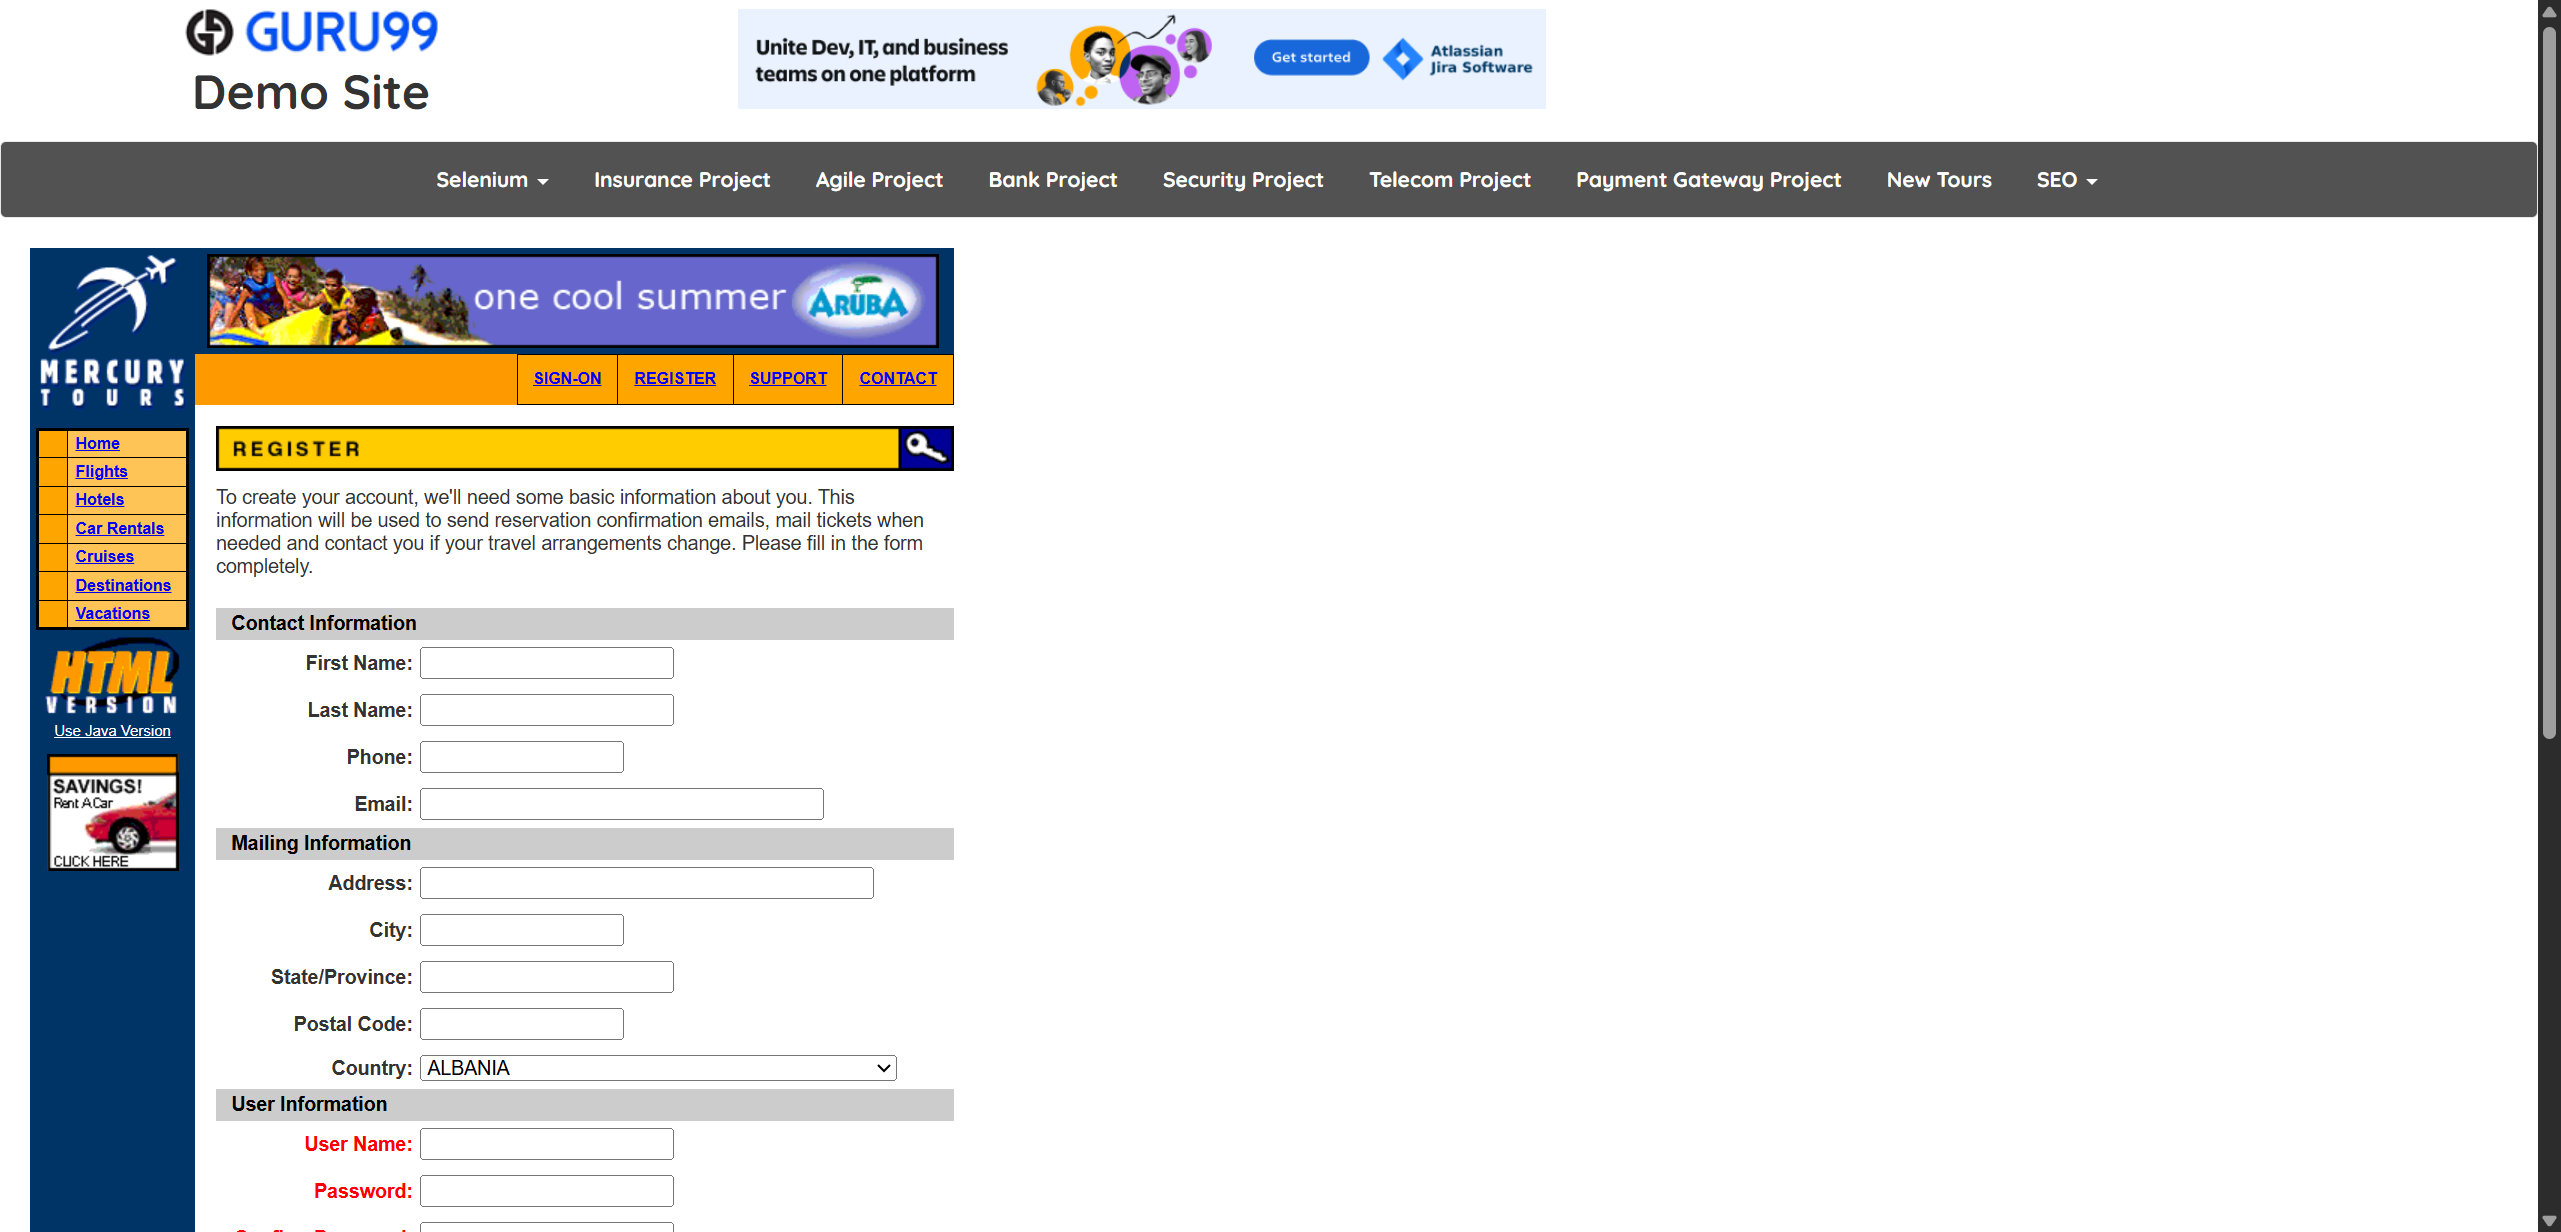 GURU99
Demo Site
Unite Dev, IT, and business
teams on one platform
Get started
Atlassian
Jira Software
Selenium
Insurance Project
Agile Project
Bank Project
Security Project
Telecom Project
Payment Gateway Project
New Tours
SEO
MERCURY
TOURS
one cool summer
ARUBA
SIGN-ON
REGISTER
SUPPORT
CONTACT
Home
Flights
Hotels
Car Rentals
Cruises
Destinations
Vacations
HTML
VERSION
Use Java Version
SAVINGS!
Rent A Car
CLICK HERE
REGISTER
To create your account, we'll need some basic information about you. This
information will be used to send reservation confirmation emails, mail tickets when
needed and contact you if your travel arrangements change. Please fill in the form
completely.
Contact Information
First Name:
Last Name:
Phone:
Email:
Mailing Information
Address:
City:
State/Province:
Postal Code:
Country: ALBANIA
User Information
User Name:
Password: